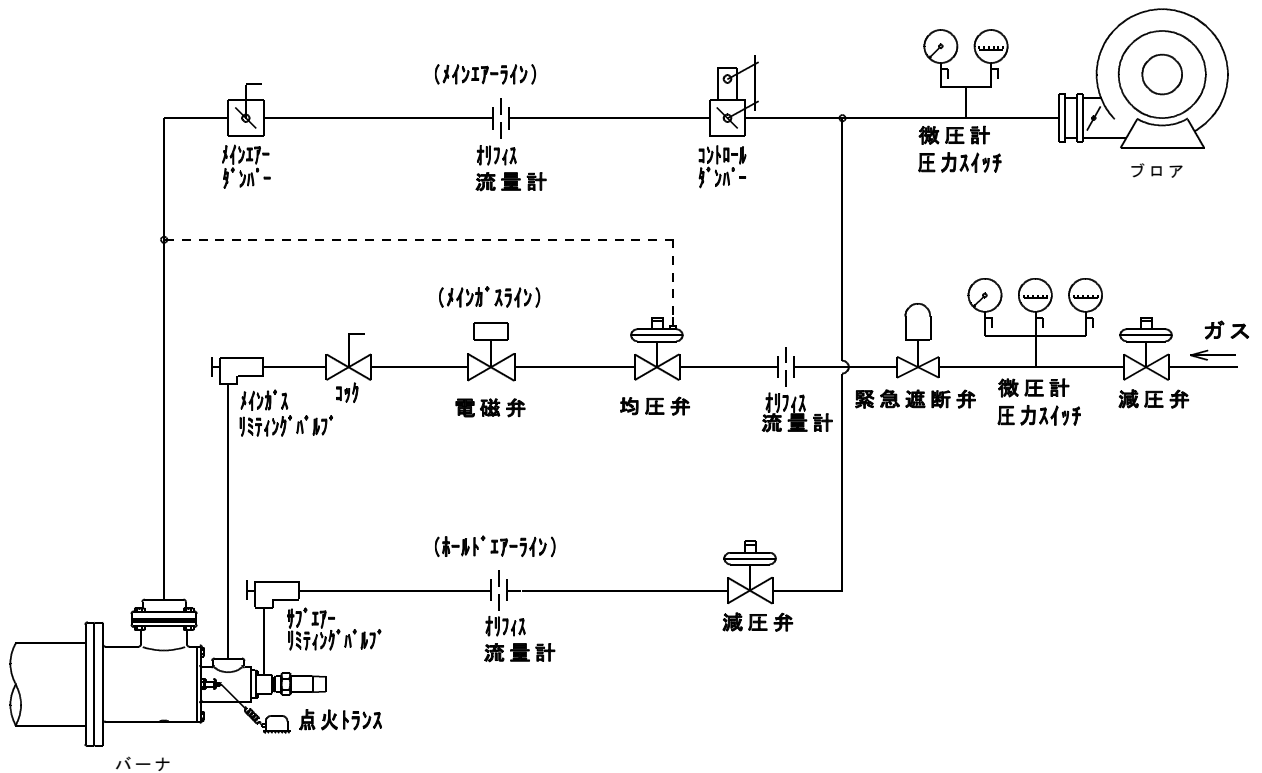 (ﾒｲﾝｴｱｰﾗｲﾝ)
ﾒｲﾝｴｱｰ
ﾀﾞﾝﾊﾟｰ
ｵﾘﾌｨｽ
流量計
ｺﾝﾄﾛｰﾙ
ﾀﾞﾝﾊﾟｰ
微圧計
圧力ｽｲｯﾁ
ブロア
(ﾒｲﾝｶﾞｽﾗｲﾝ)
ガス
ﾒｲﾝｶﾞｽ
ﾘﾐﾃｨﾝｸﾞﾊﾞﾙﾌﾞ
ｺｯｸ
電磁弁
均圧弁
ｵﾘﾌｨｽ
流量計
緊急遮断弁
微圧計
圧力ｽｲｯﾁ
減圧弁
(ﾎｰﾙﾄﾞｴｱｰﾗｲﾝ)
ｻﾌﾞｴｱｰ
ﾘﾐﾃｨﾝｸﾞﾊﾞﾙﾌﾞ
ｵﾘﾌｨｽ
流量計
減圧弁
点火ﾄﾗﾝｽ
バーナ